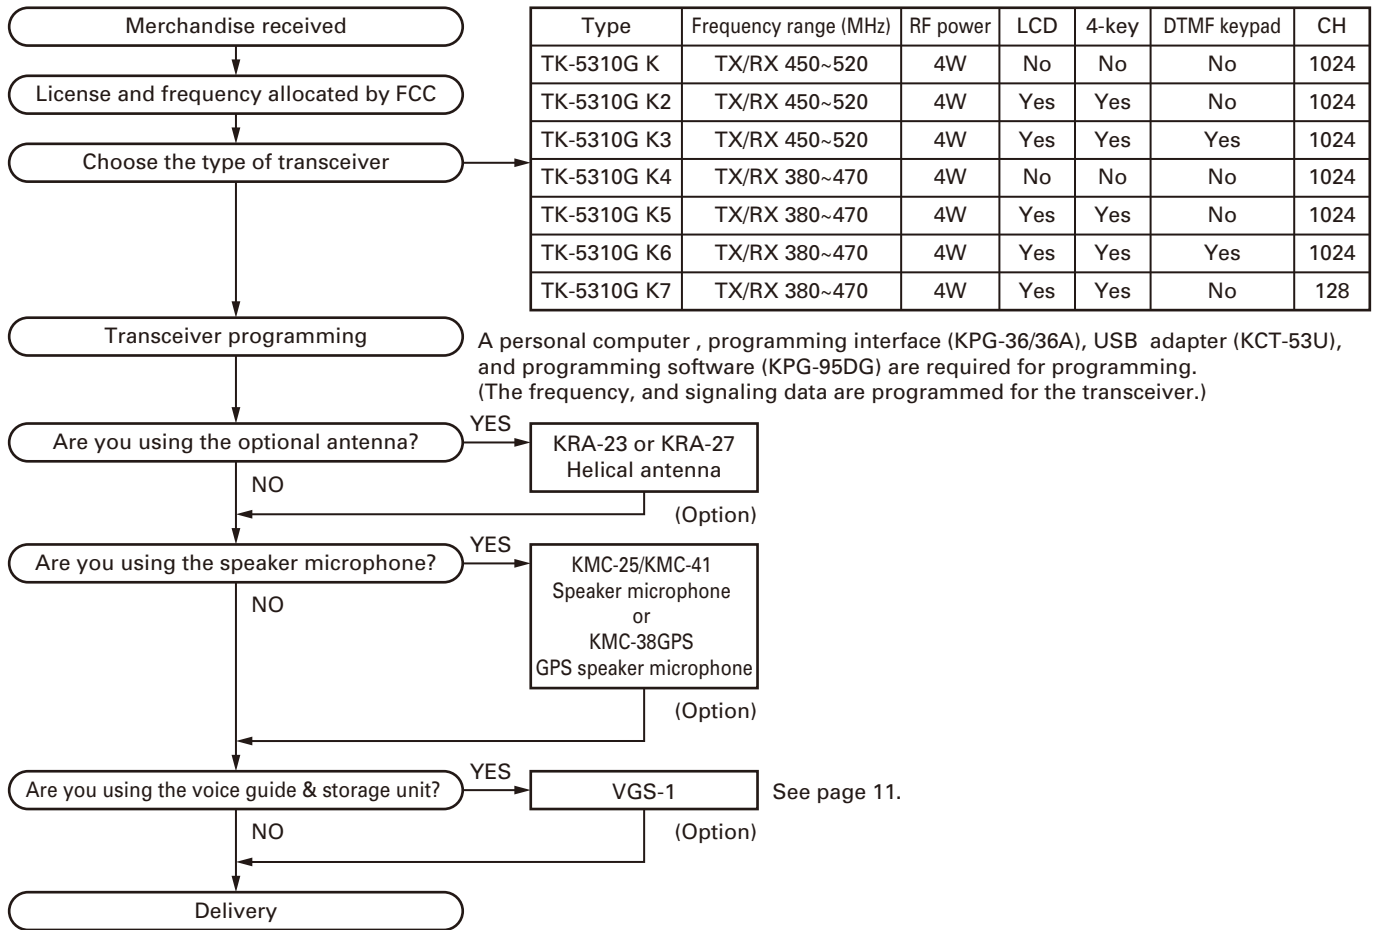 Merchandise received
License and frequency allocated by FCC
Choose the type of transceiver
Type Frequency range (MHz) RF power LCD 4-key DTMF keypad CH
TK-5310G K TX/RX 450~520 4W No No No 1024
TK-5310G K2 TX/RX 450~520 4W Yes Yes No 1024
TK-5310G K3 TX/RX 450~520 4W Yes Yes Yes 1024
TK-5310G K4 TX/RX 380~470 4W No No No 1024
TK-5310G K5 TX/RX 380~470 4W Yes Yes No 1024
TK-5310G K6 TX/RX 380~470 4W Yes Yes Yes 1024
TK-5310G K7 TX/RX 380~470 4W Yes Yes No 128
Transceiver programming
A personal computer , programming interface (KPG-36/36A), USB adapter (KCT-53U),
and programming software (KPG-95DG) are required for programming.
(The frequency, and signaling data are programmed for the transceiver.)
Are you using the optional antenna?
YES
KRA-23 or KRA-27
Helical antenna
NO
(Option)
Are you using the speaker microphone?
YES
KMC-25/KMC-41
Speaker microphone
or
KMC-38GPS
GPS speaker microphone
NO
(Option)
Are you using the voice guide & storage unit?
YES
VGS-1
See page 11.
NO
(Option)
Delivery